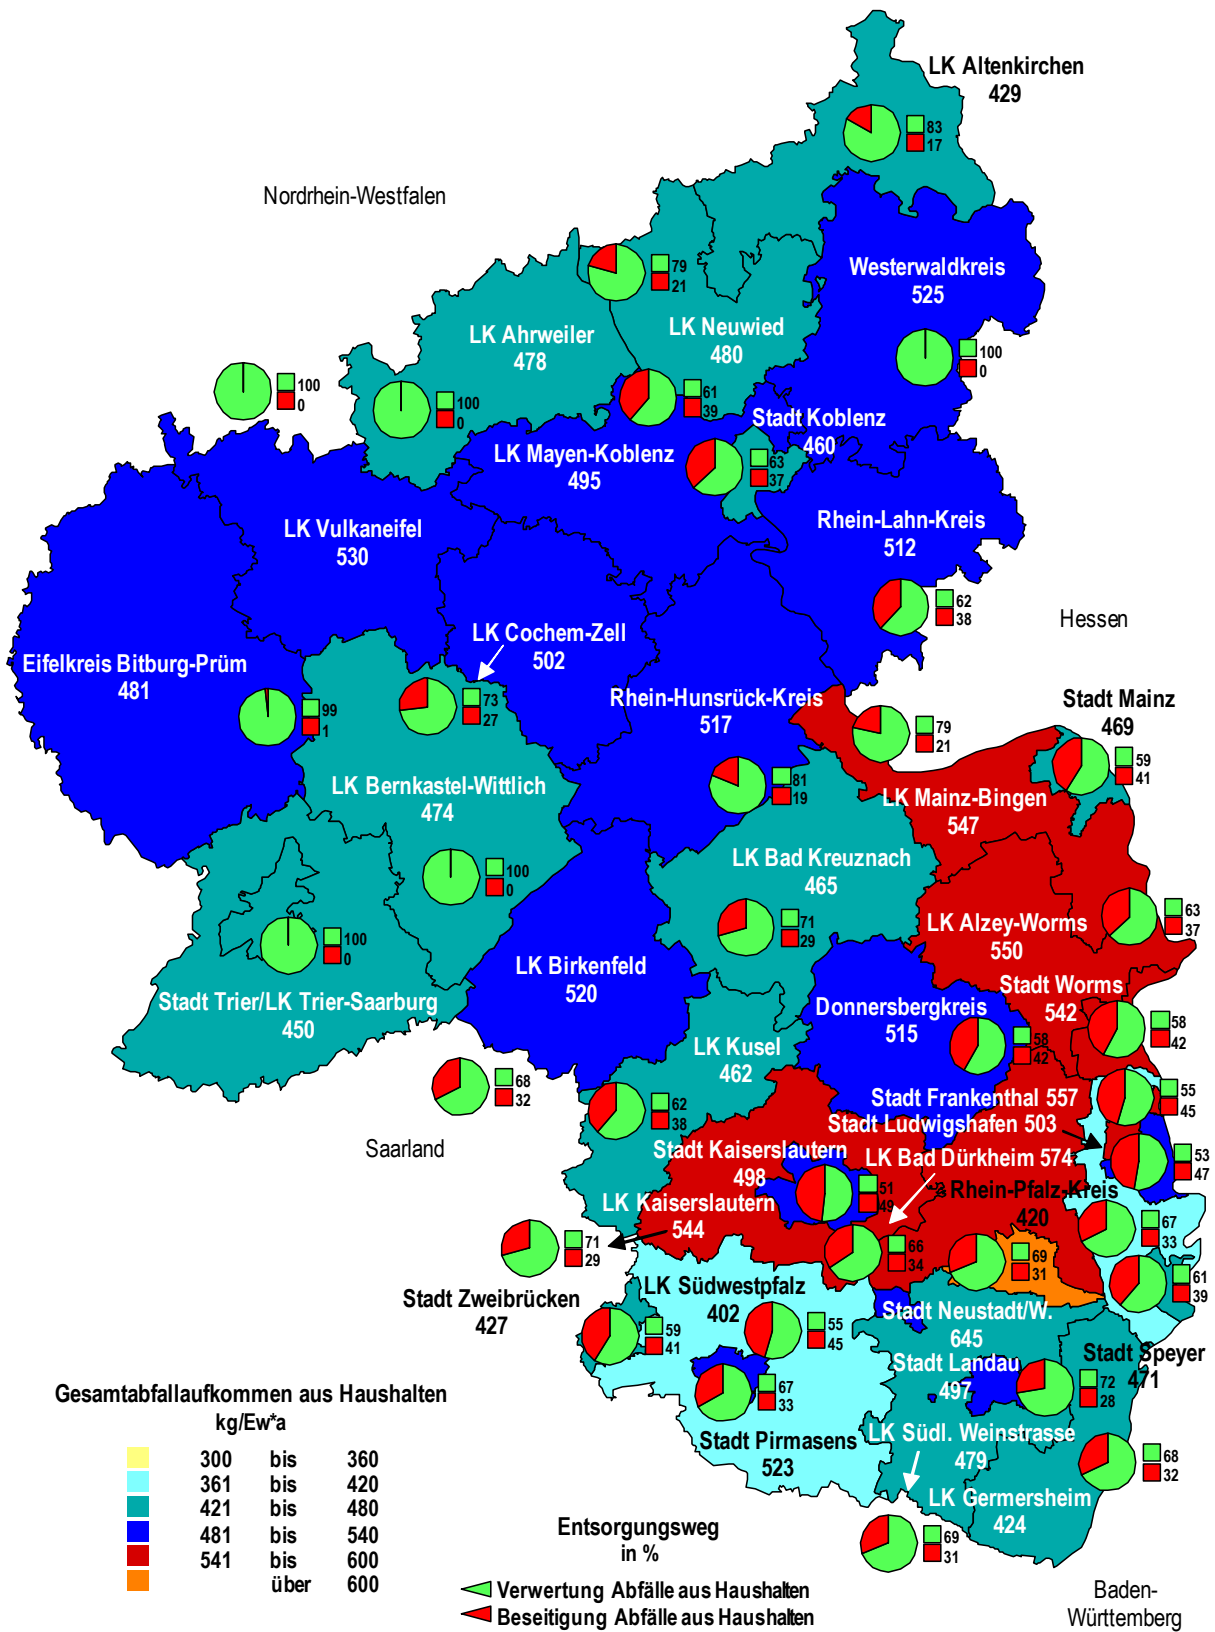 LK Altenkirchen
429
83
17
Nordrhein-Westfalen
Westerwaldkreis
525
79
21
LK Ahrweiler
478
LK Neuwied
480
100
0
100
0
100
0
61
39
Stadt Koblenz
460
LK Mayen-Koblenz
495
63
37
LK Vulkaneifel
530
Rhein-Lahn-Kreis
512
62
38
Hessen
LK Cochem-Zell
502
Eifelkreis Bitburg-Prüm
481
99
1
73
27
Rhein-Hunsrück-Kreis
517
Stadt Mainz
469
79
21
59
41
81
19
LK Bernkastel-Wittlich
474
LK Mainz-Bingen
547
LK Bad Kreuznach
465
100
0
71
29
63
37
LK Alzey-Worms
550
100
0
LK Birkenfeld
520
Stadt Trier/LK Trier-Saarburg
450
Stadt Worms
542
Donnersbergkreis
515
58
42
58
42
LK Kusel
462
68
32
62
38
Stadt Frankenthal 557
55
45
Stadt Ludwigshafen 503
Saarland
Stadt Kaiserslautern
498
LK Bad Dürkheim 574
53
47
51
49
Rhein-Pfalz-Kreis
420
LK Kaiserslautern
544
67
33
71
29
66
34
69
31
61
39
LK Südwestpfalz
402
Stadt Zweibrücken
427
Stadt Neustadt/W.
645
59
41
55
45
Stadt Speyer
471
Stadt Landau
497
67
33
72
28
Stadt Pirmasens
523
LK Südl. Weinstrasse
479
68
32
LK Germersheim
424
69
31
Gesamtabfallaufkommen aus Haushalten
kg/Ew*a
300 bis 360
361 bis 420
421 bis 480
481 bis 540
541 bis 600
über 600
Entsorgungsweg
in %
Verwertung Abfälle aus Haushalten
Beseitigung Abfälle aus Haushalten
Baden-
Württemberg